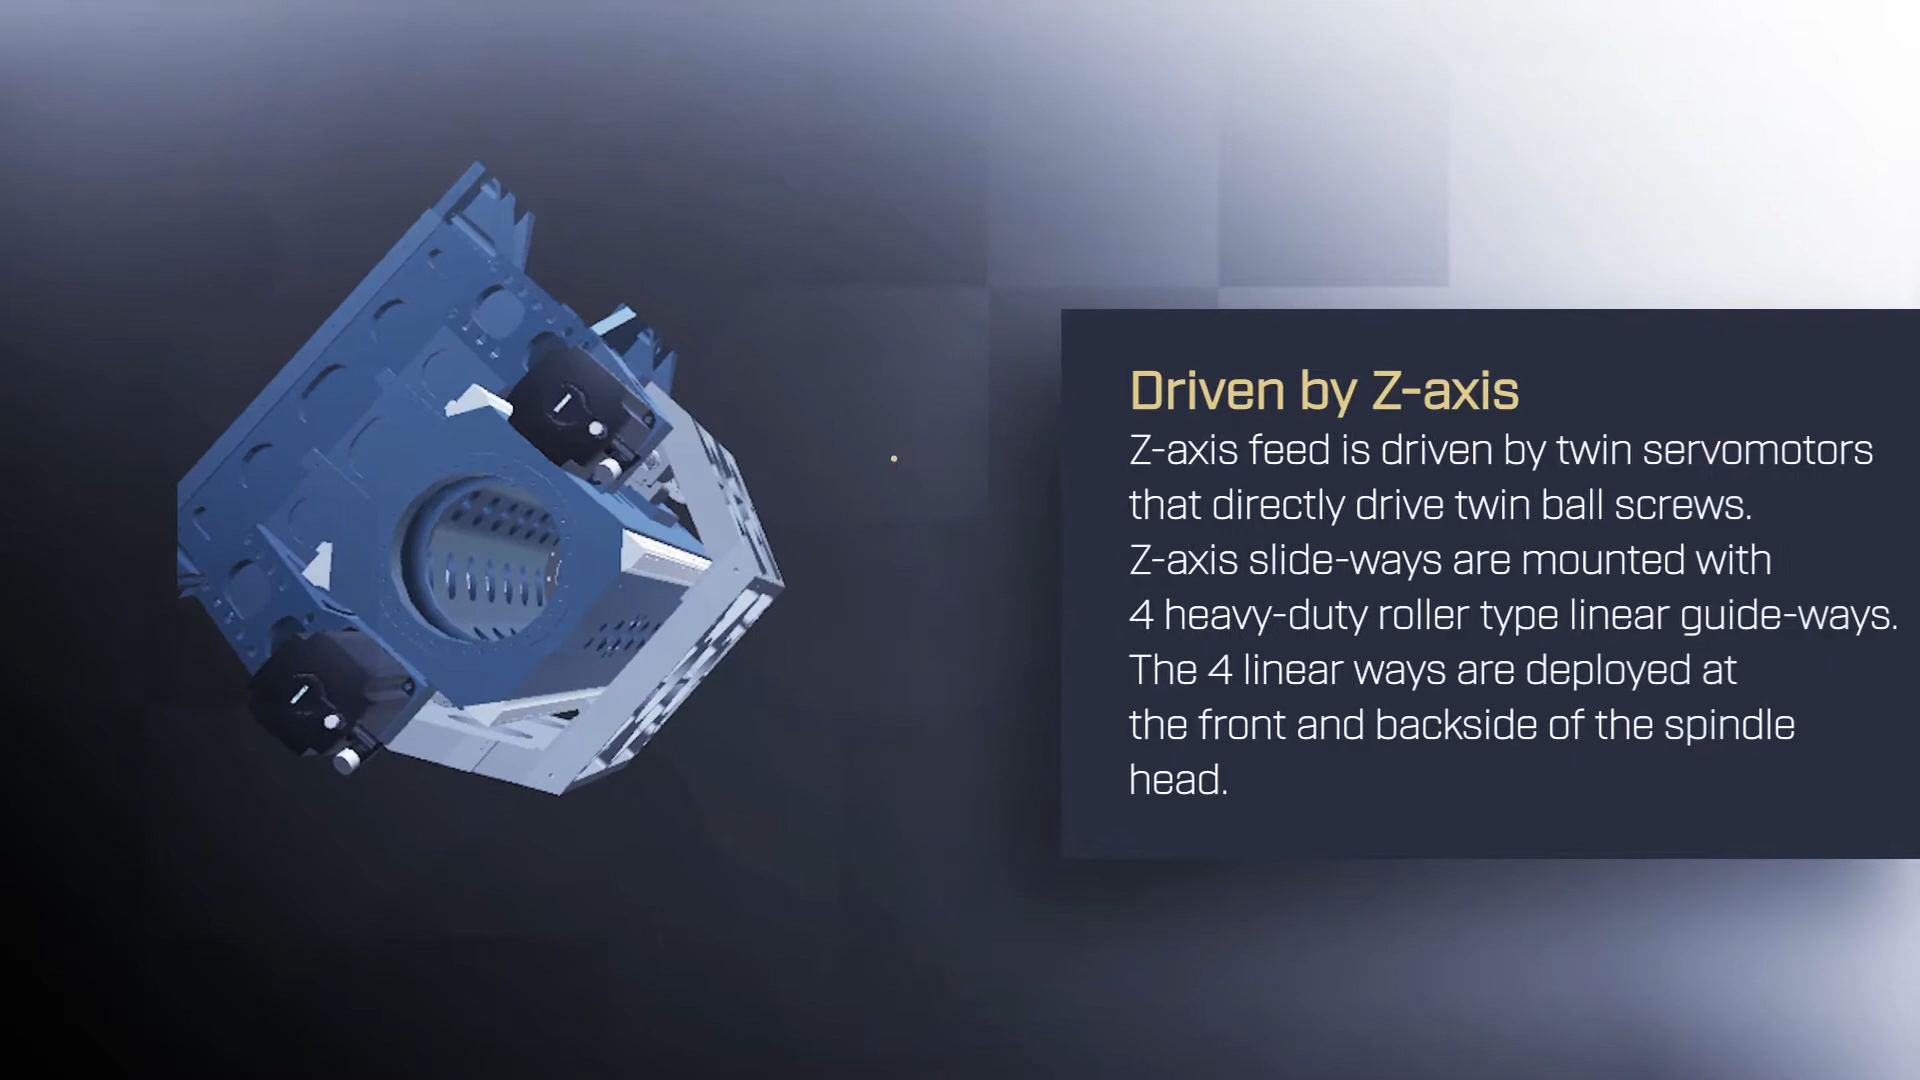 Driven by Z-axis
Z-axis feed is driven by twin servomotors
that directly drive twin ball screws.
Z-axis slide-ways are mounted with
4 heavy-duty roller type linear guide-ways.
The 4 linear ways are deployed at
the front and backside of the spindle
head.